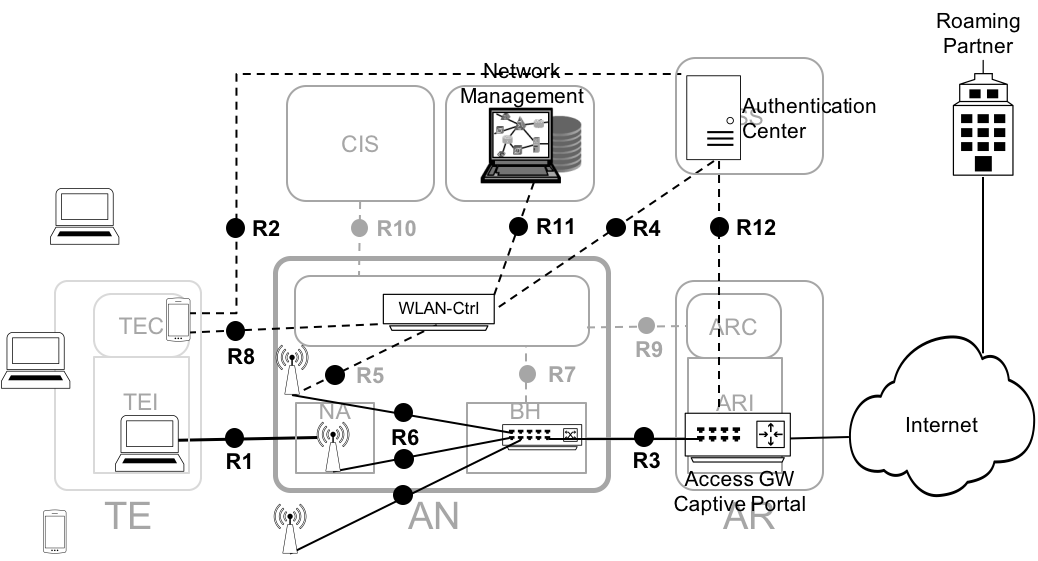 Roaming
Partner
Network
Management
CIS
Authentication
Center
SS
R2
R10
R11
R4
R12
WLAN-Ctrl
TEC
ARC
R8
R5
R7
R9
TEI
NA
BH
ARI
R6
R1
R3
Internet
Access GW
Captive Portal
TE
AN
AR